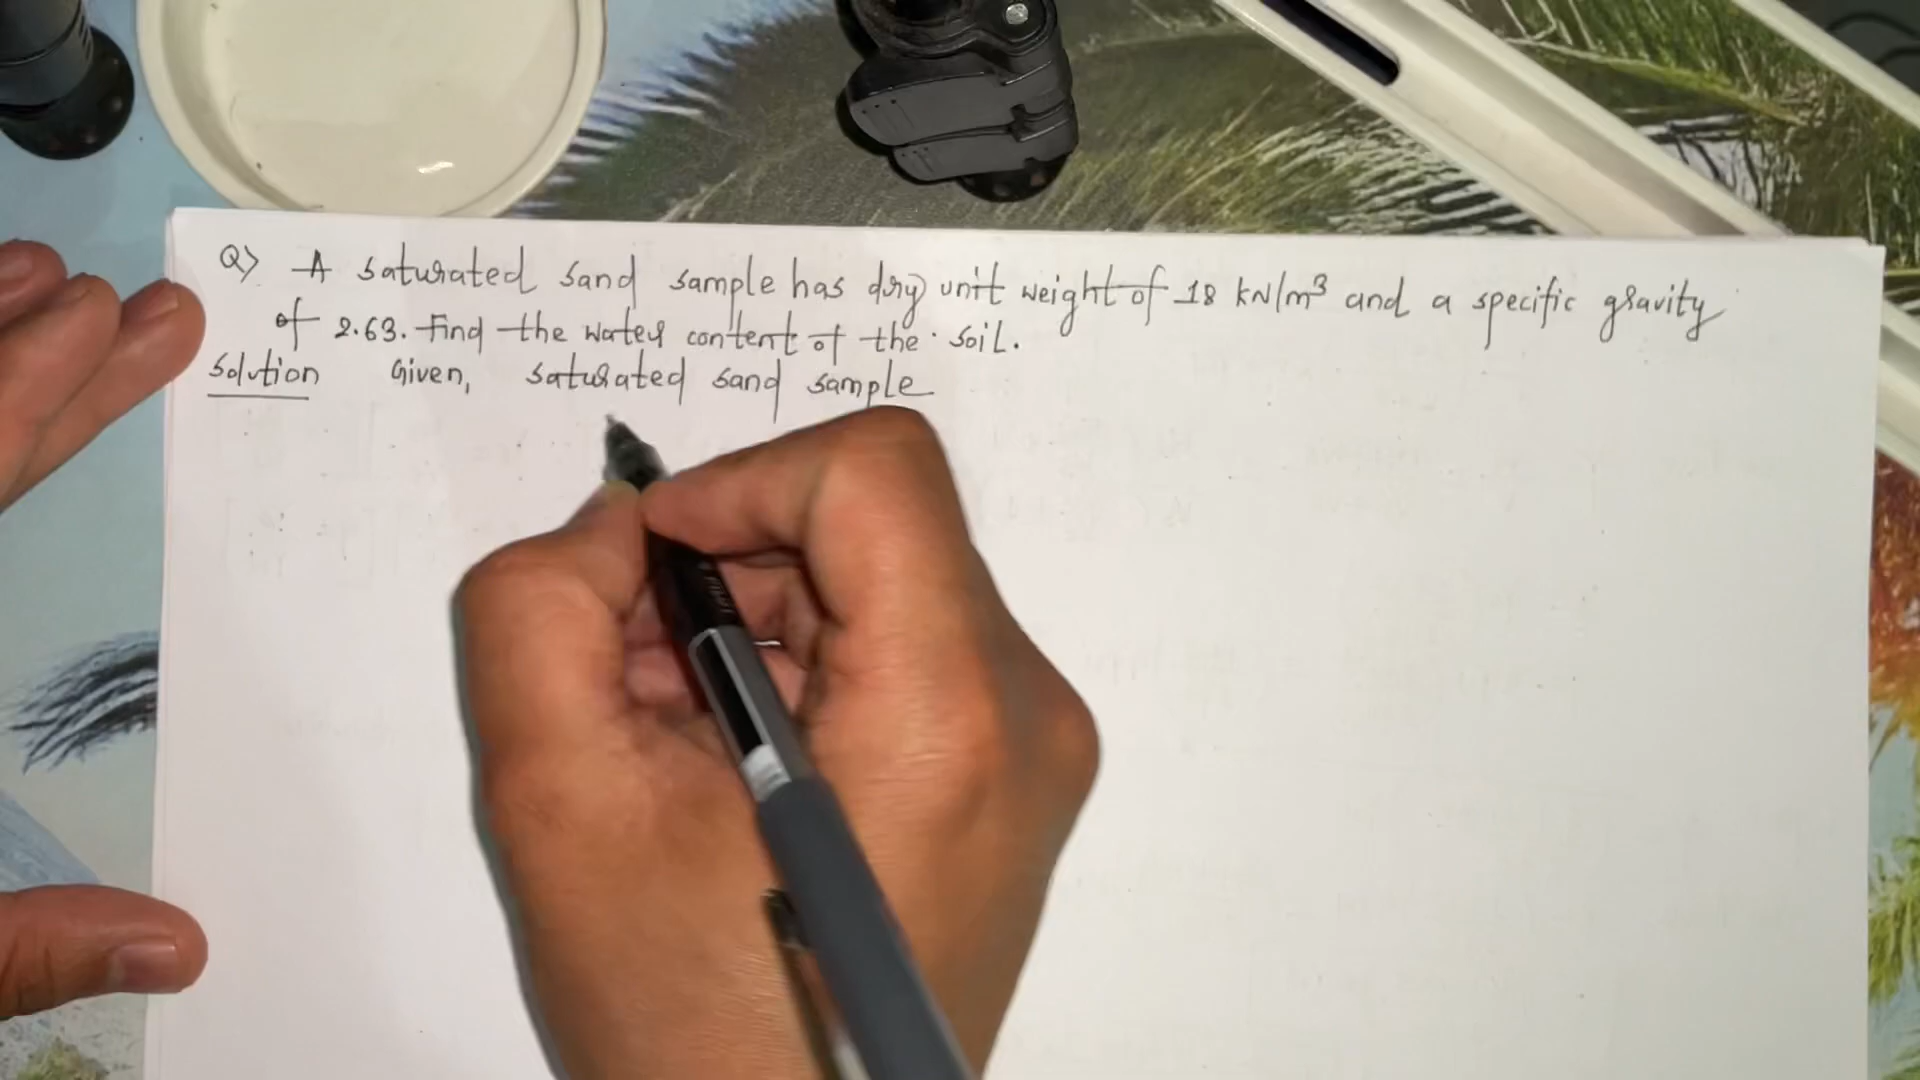 Q> A saturated sand sample has dry unit weight of 18 kN/m³ and a specific gravity
of 2.63. Find the water content of the soil.
Solution Given, saturated sand sample